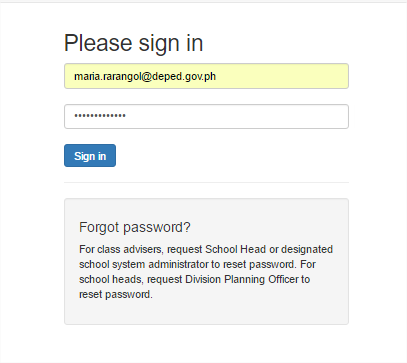 Please sign in
maria.rarangol@deped.gov.ph
•••••••••••••
Sign in
Forgot password?
For class advisers, request School Head or designated
school system administrator to reset password. For
school heads, request Division Planning Officer to
reset password.